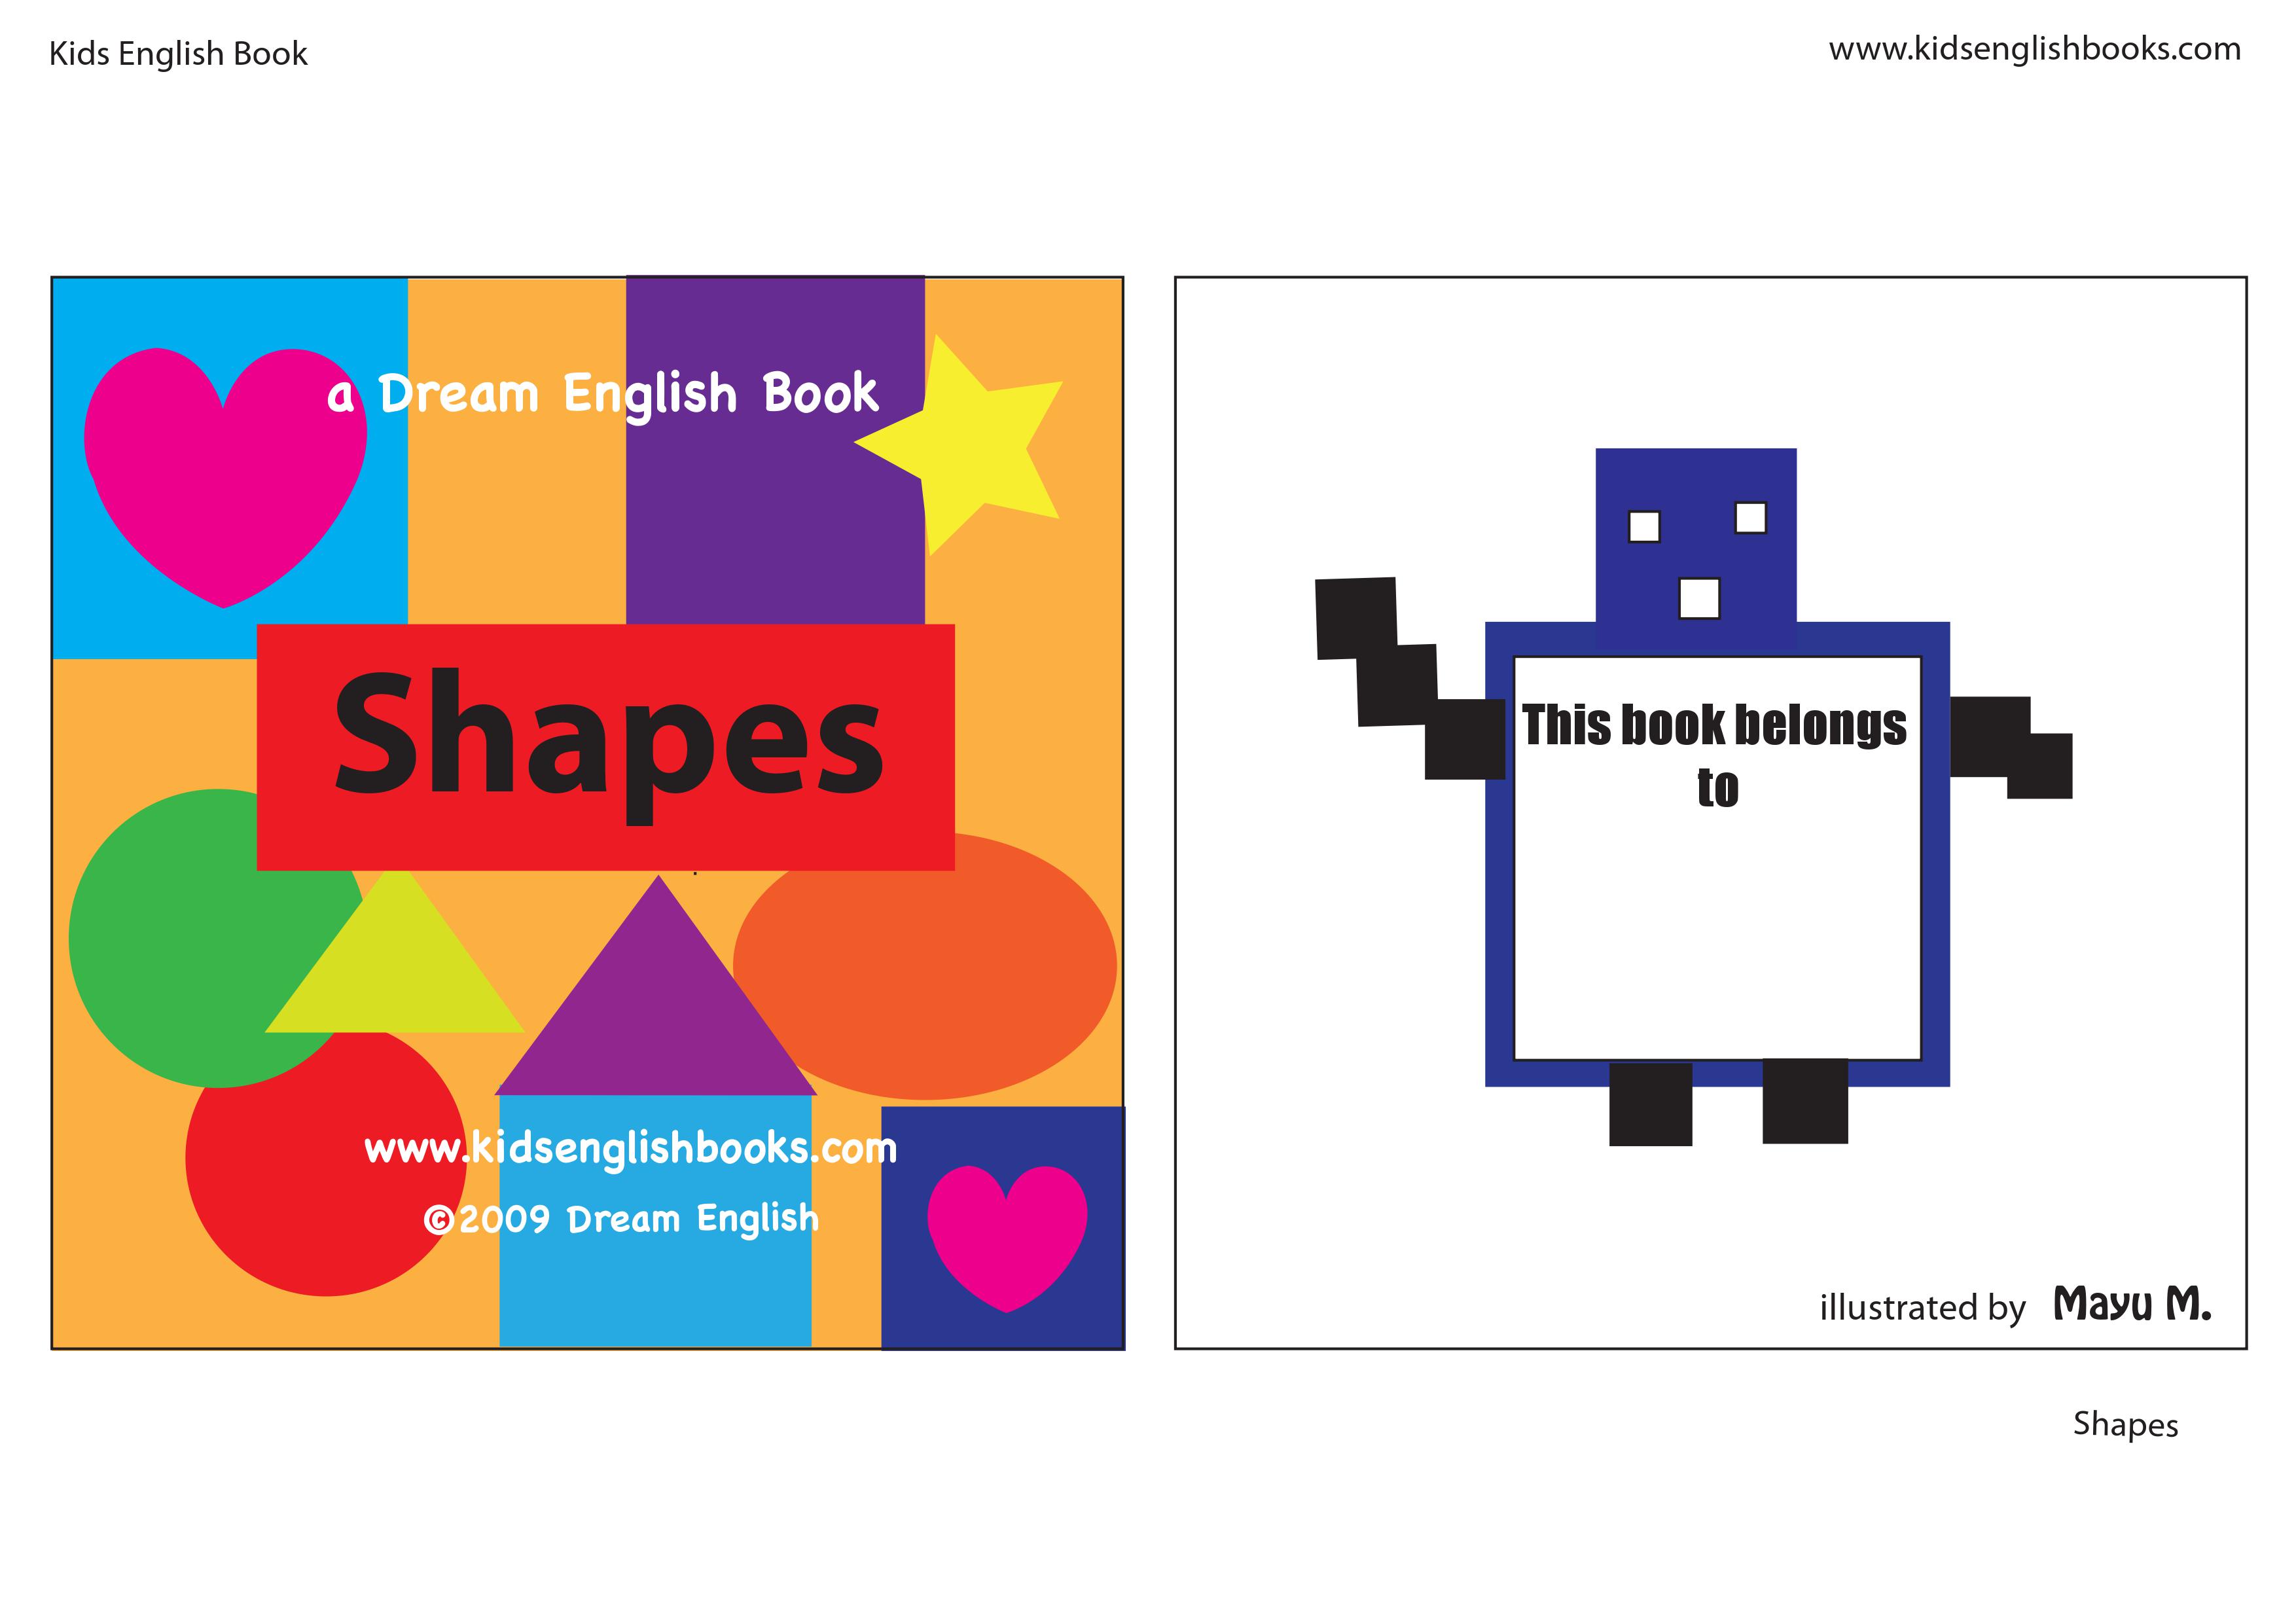 Kids English Book
www.kidsenglishbooks.com
a Dream English Book
Shapes
www.kidsenglishbooks.com
©2009 Dream English
This book belongs
to
illustrated by Mayu M.
Shapes